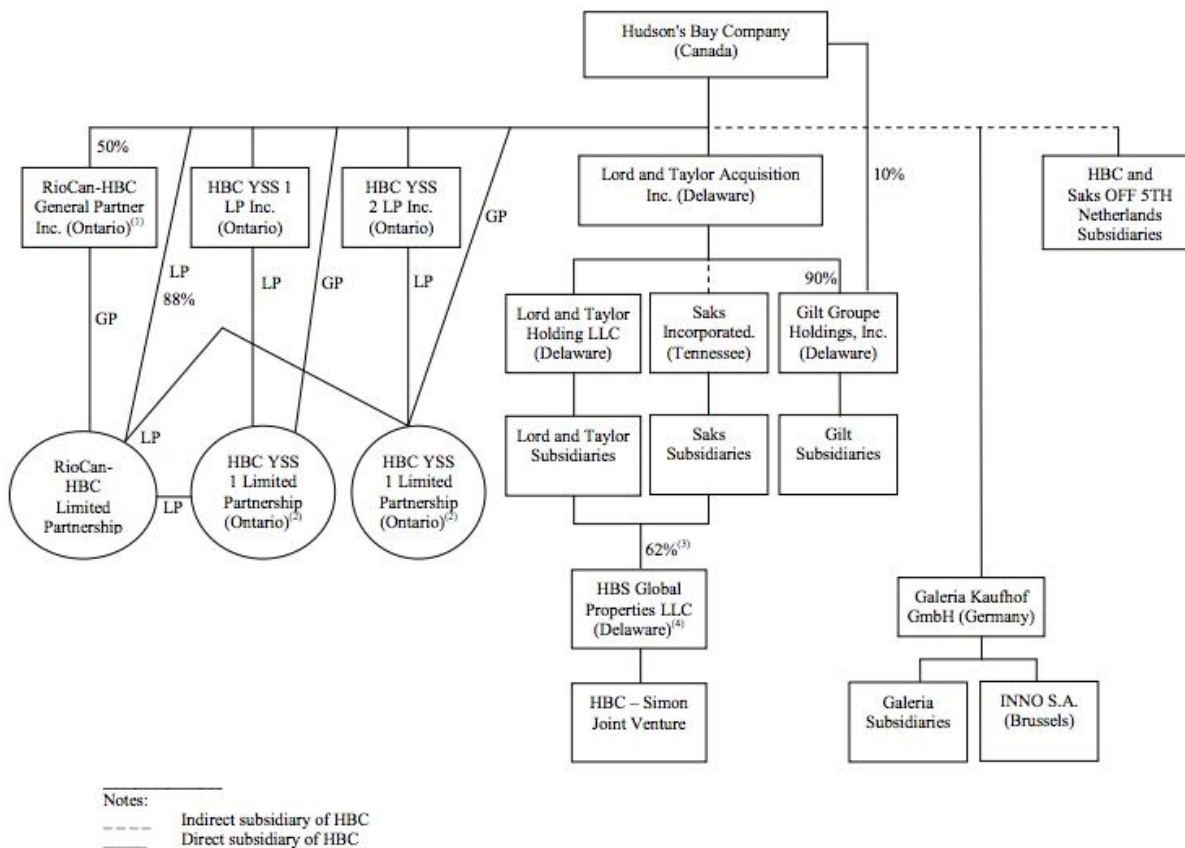 Hudson's Bay Company
(Canada)
50%
10%
RioCan-HBC
General Partner
Inc. (Ontario)(1)
HBC YSS 1
LP Inc.
(Ontario)
HBC YSS
2 LP Inc.
(Ontario)
Lord and Taylor Acquisition
Inc. (Delaware)
HBC and
Saks OFF 5TH
Netherlands
Subsidiaries
GP
LP
88%
LP
GP
LP
GP
90%
Lord and Taylor
Holding LLC
(Delaware)
Saks
Incorporated.
(Tennessee)
Gilt Groupe
Holdings, Inc.
(Delaware)
LP
Lord and Taylor
Subsidiaries
Saks
Subsidiaries
Gilt
Subsidiaries
RioCan-
HBC
Limited
Partnership
LP
HBC YSS
1 Limited
Partnership
(Ontario)(2)
HBC YSS
1 Limited
Partnership
(Ontario)(2)
62%(3)
HBS Global
Properties LLC
(Delaware)(4)
Galeria Kaufhof
GmbH (Germany)
HBC – Simon
Joint Venture
Galeria
Subsidiaries
INNO S.A.
(Brussels)
Notes:
Indirect subsidiary of HBC
Direct subsidiary of HBC